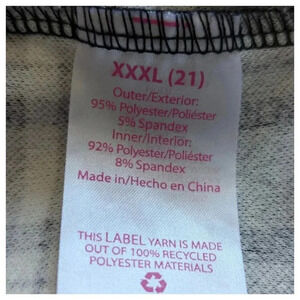 XXXL (21)
Outer/Exterior:
95% Polyester/Poliéster
5% Spandex
Inner/Interior:
92% Polyester/Poliéster
8% Spandex
Made in/Hecho en China
THIS LABEL YARN IS MADE
OUT OF 100% RECYCLED
POLYESTER MATERIALS